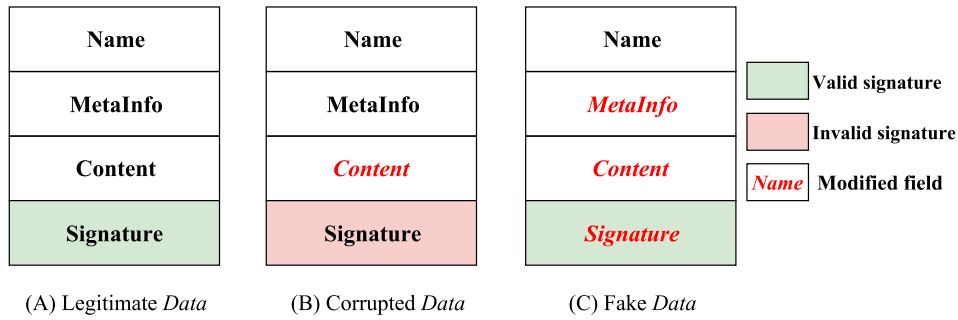 Name
MetaInfo
Content
Signature
(A) Legitimate Data
Name
MetaInfo
Content
Signature
(B) Corrupted Data
Name
MetaInfo
Content
Signature
(C) Fake Data
Valid signature
Invalid signature
Name Modified field